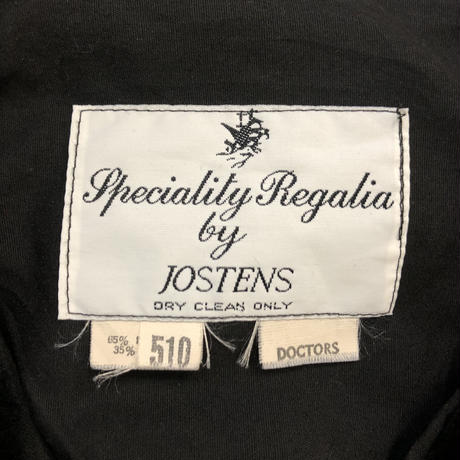 Speciality Regalia
by
JOSTENS
DRY CLEAN ONLY
65%
35%
510
DOCTORS